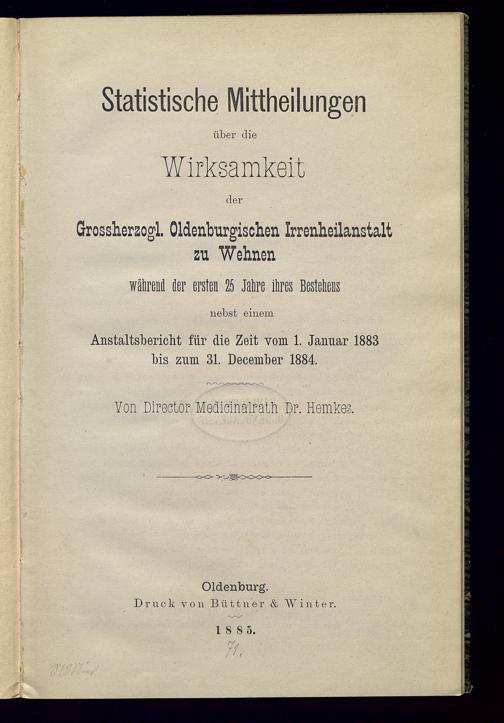 Statistische Mittheilungen
über die
Wirksamkeit
der
Grossherzogl. Oldenburgischen Irrenheilanstalt
zu Wehnen
während der ersten 25 Jahre ihres Bestehens
nebst einem
Anstaltsbericht für die Zeit vom 1. Januar 1883
bis zum 31. December 1884.
Von Director Medicinalrath Dr. Hemkes.
Oldenburg.
Druck von Büttner & Winter.
1885.
71.